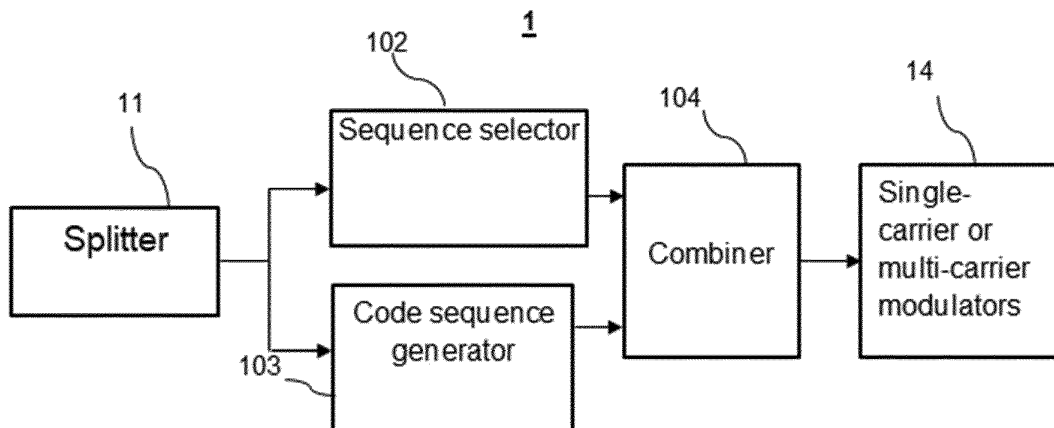 1
102
11
104
14
Sequence selector
Splitter
Combiner
Single-
carrier or
multi-carrier
modulators
Code sequence
generator
103